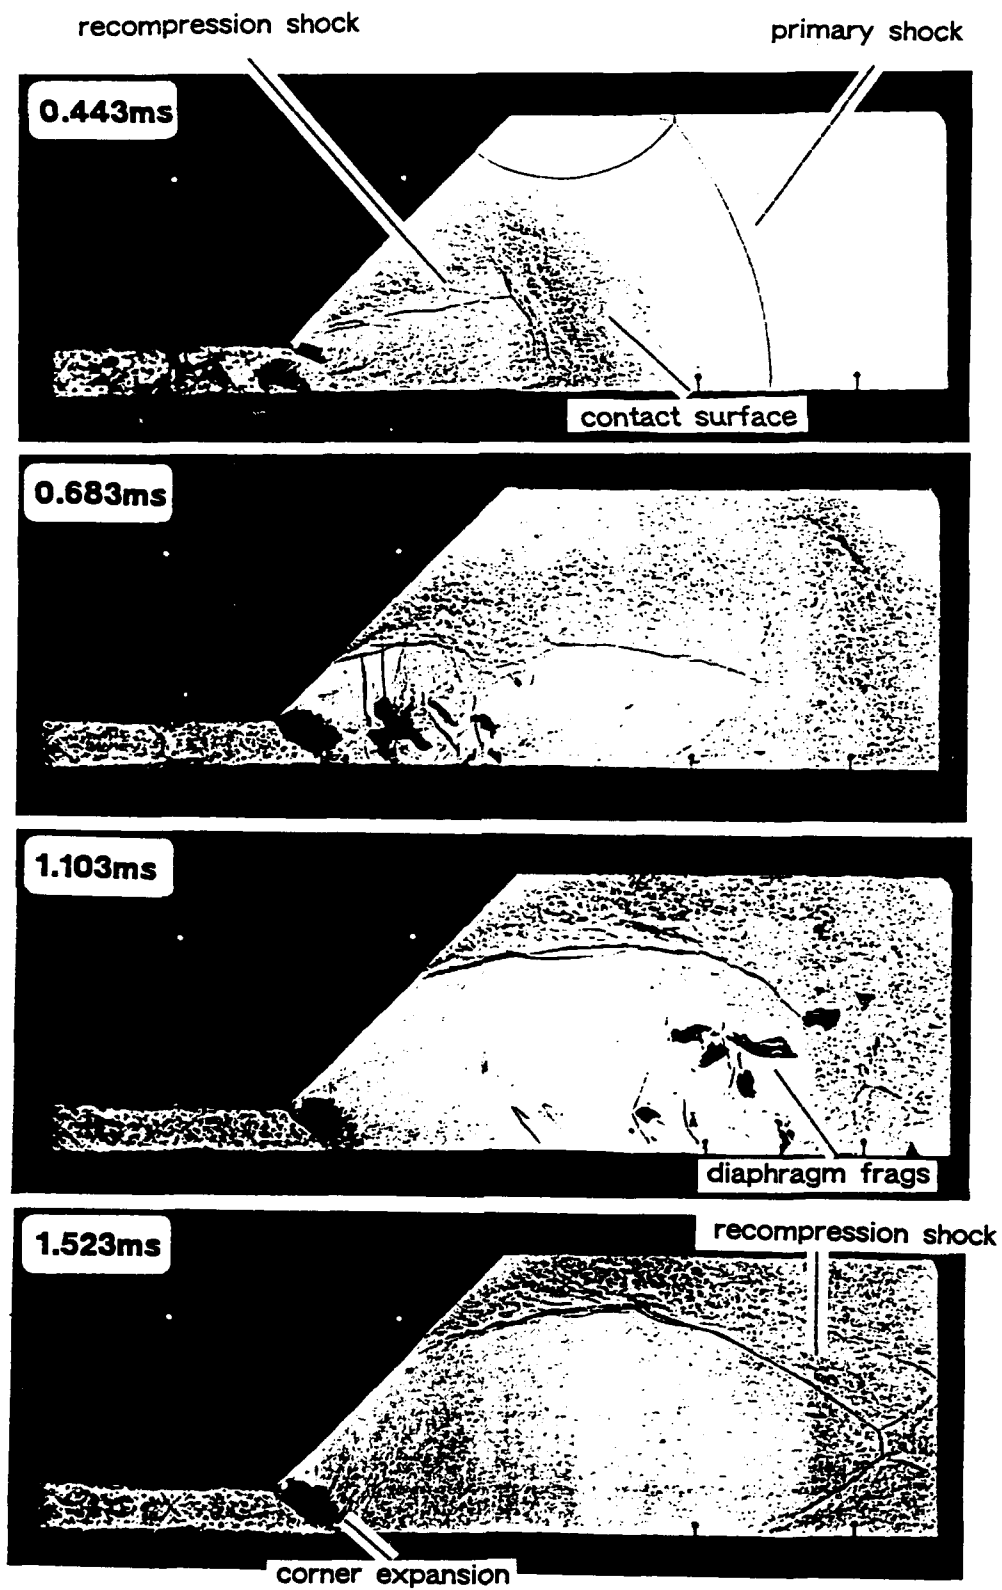 recompression shock
primary shock
0.443ms
contact surface
0.683ms
1.103ms
diaphragm frags
1.523ms
recompression shock
corner expansion